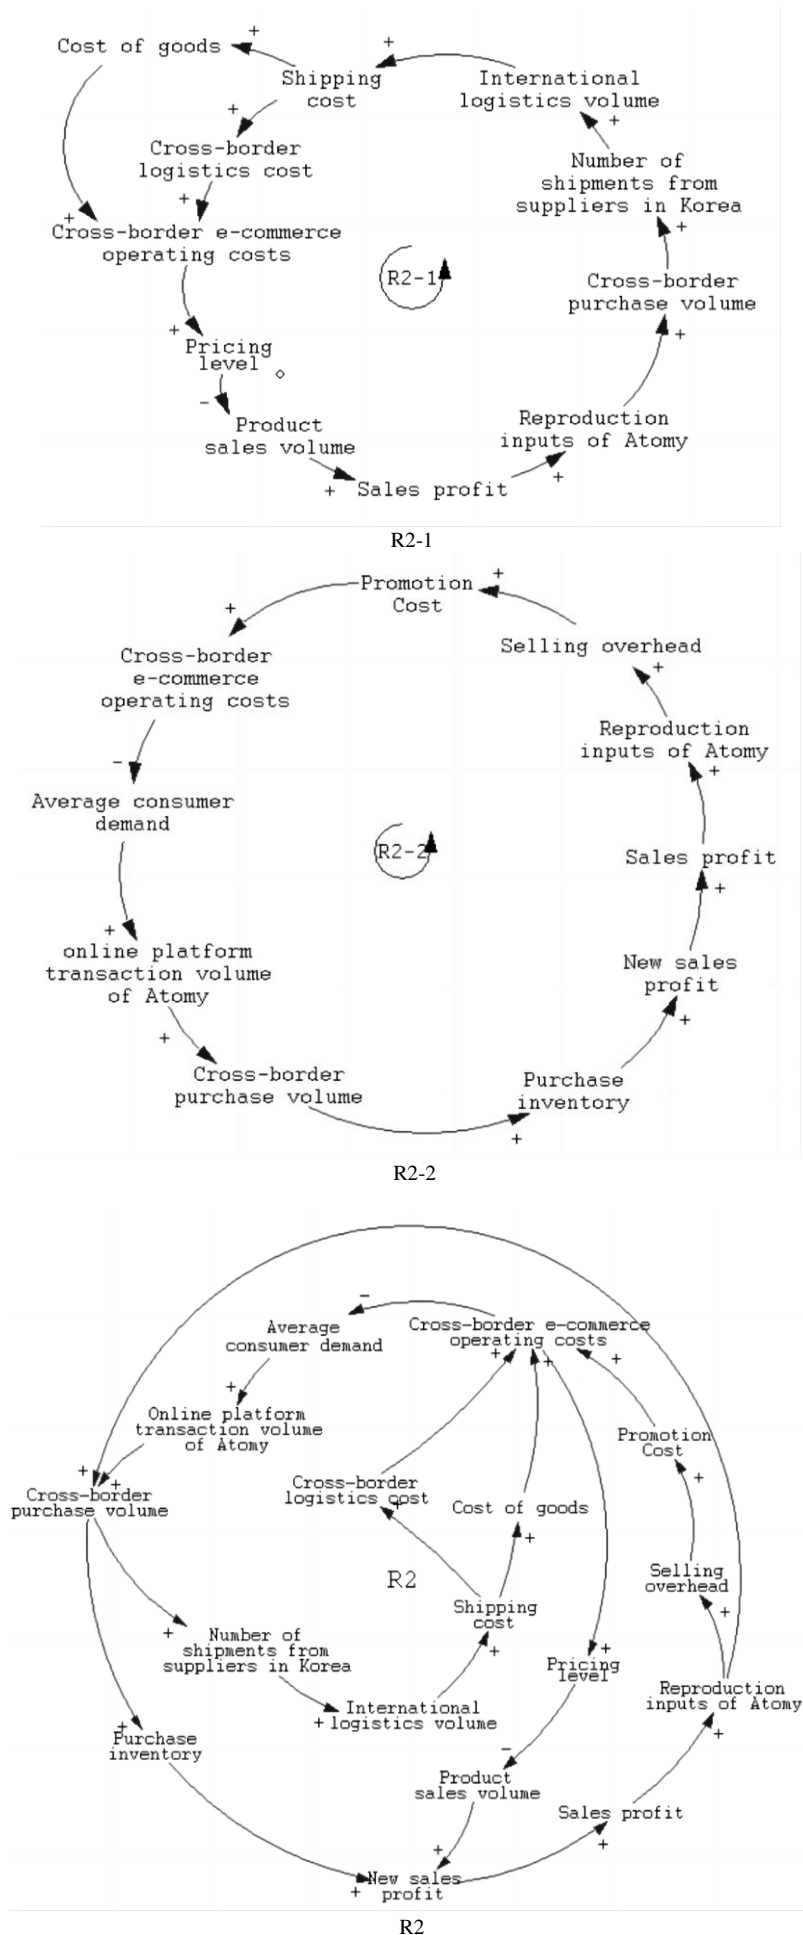 Cost of goods
+
+
Shipping
cost
International
logistics volume
+
+
Cross-border
logistics cost
Number of
shipments from
suppliers in Korea
+
+
Cross-border e-commerce
operating costs
+
R2-1
Cross-border
purchase volume
+
Pricing
level
+
-
Product
sales volume
Reproduction
inputs of Atomy
+
Sales profit
+
R2-1
Promotion
Cost
+
+
Selling overhead
+
Cross-border
e-commerce
operating costs
Reproduction
inputs of Atomy
-
+
Average consumer
demand
R2-2
Sales profit
+
+
online platform
transaction volume
of Atomy
New sales
profit
+
+
Cross-border
purchase volume
Purchase
inventory
+
R2-2
-
Average
consumer demand
Cross-border e-commerce
operating costs
+
+
+
+
Online platform
transaction volume
of Atomy
Promotion
Cost
+
+
+
Cross-border
purchase volume
Cross-border
logistics cost
+
Cost of goods
+
R2
Selling
overhead
+
Shipping
cost
+
+
Number of
shipments from
suppliers in Korea
+
Pricing
level
Reproduction
inputs of Atomy
+
+
International
logistics volume
+
Purchase
inventory
-
Product
sales volume
Sales profit
+
+
New sales
profit
+
R2